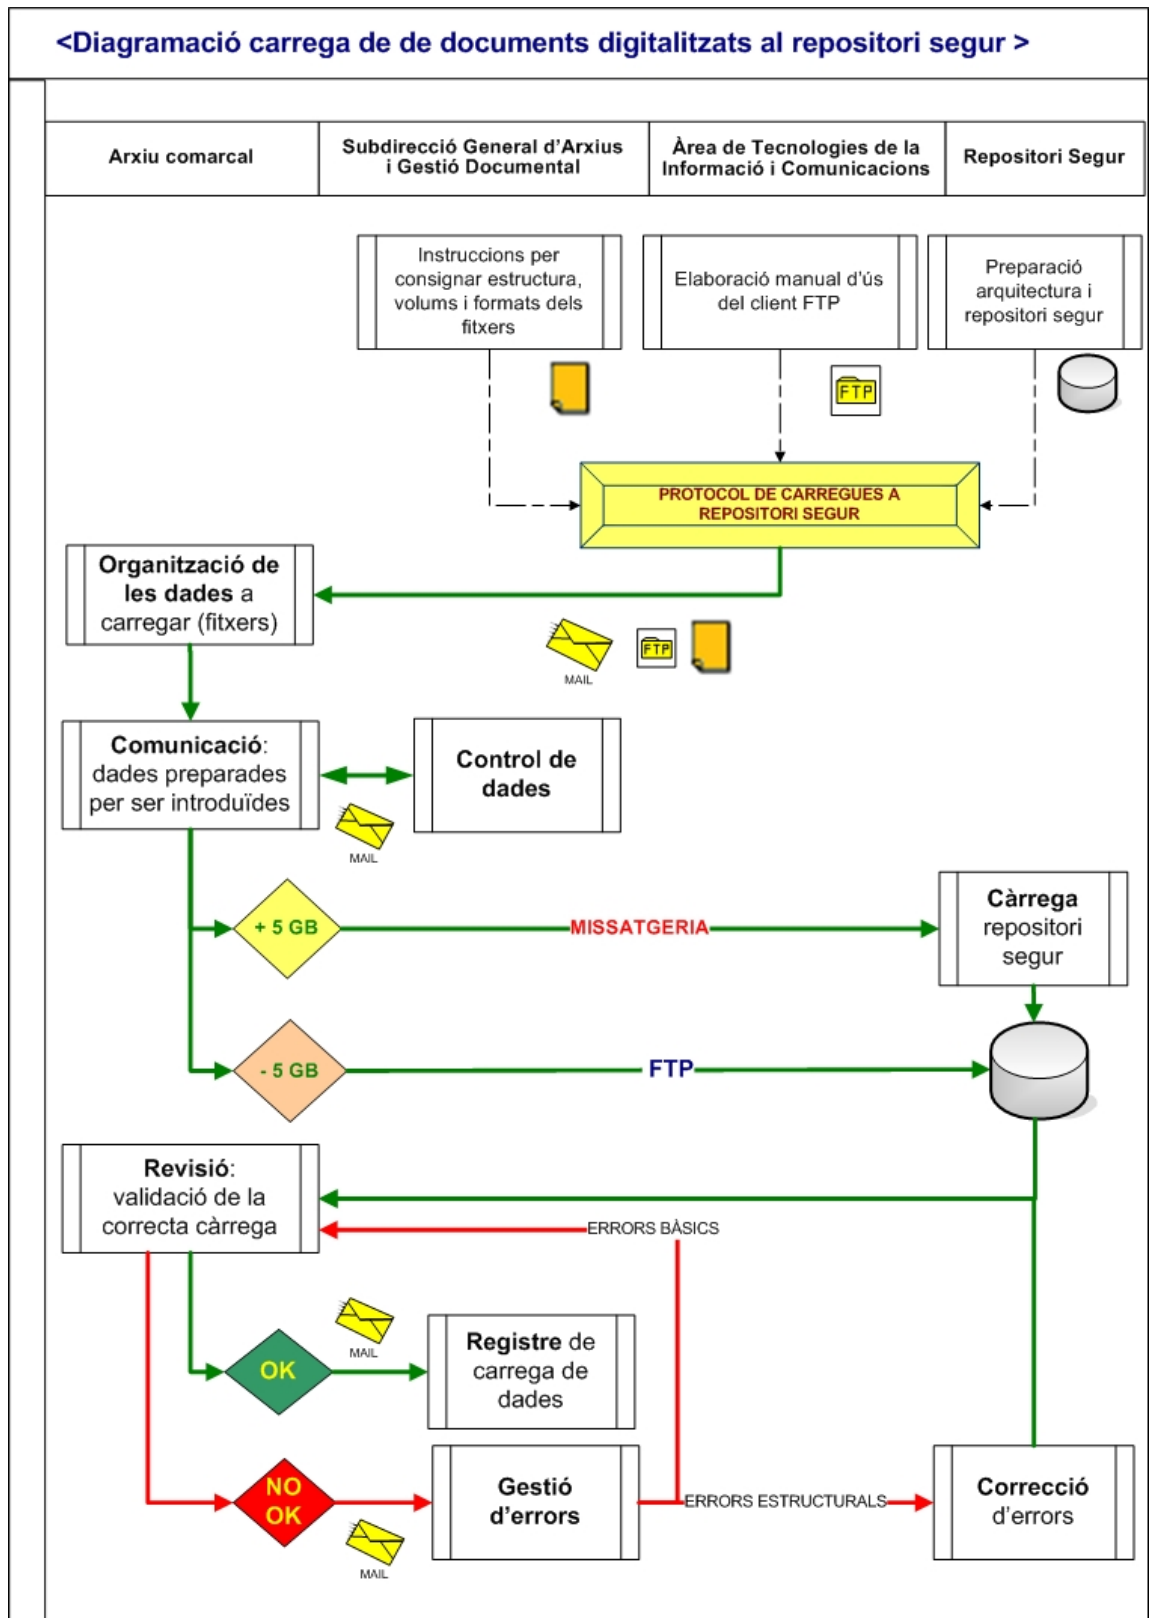 <Diagramació carrega de de documents digitalitzats al repositori segur >
Arxiu comarcal
Subdirecció General d'Arxius
i Gestió Documental
Àrea de Tecnologies de la
Informació i Comunicacions
Repositori Segur
Instruccions per
consignar estructura,
volums i formats dels
fitxers
Elaboració manual d'ús
del client FTP
Preparació
arquitectura i
repositori segur
FTP
PROTOCOL DE CARREGUES A
REPOSITORI SEGUR
Organització de
les dades a
carregar (fitxers)
MAIL
FTP
Comunicació:
dades preparades
per ser introduïdes
Control de
dades
MAIL
+ 5 GB
MISSATGERIA
Càrrega
repositori
segur
- 5 GB
FTP
Revisió:
validació de la
correcta càrrega
ERRORS BÀSICS
MAIL
OK
Registre de
carrega de
dades
NO
OK
MAIL
Gestió
d'errors
ERRORS ESTRUCTURALS
Correcció
d'errors